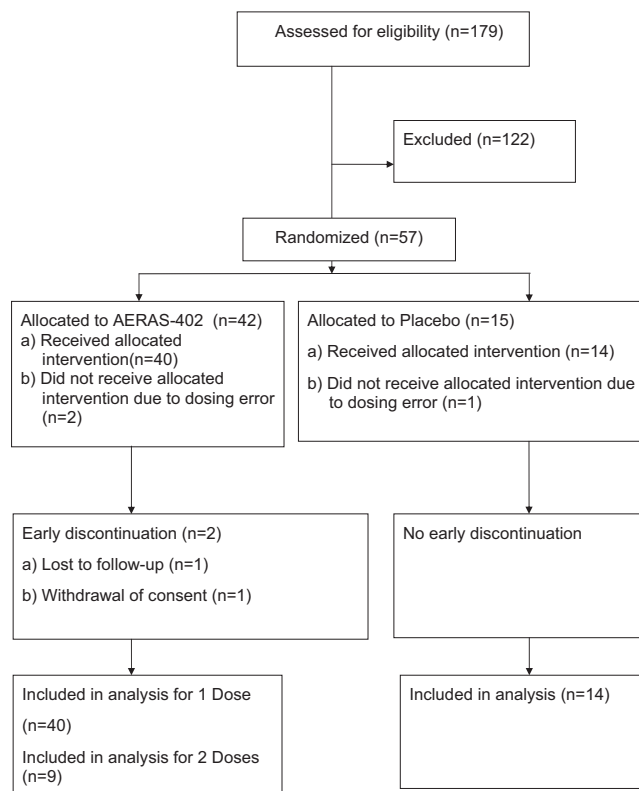 Assessed for eligibility (n=179)
Excluded (n=122)
Randomized (n=57)
Allocated to AERAS-402 (n=42)
a) Received allocated
intervention(n=40)
b) Did not receive allocated
intervention due to dosing error
(n=2)
Allocated to Placebo (n=15)
a) Received allocated intervention (n=14)
b) Did not receive allocated intervention due
to dosing error (n=1)
Early discontinuation (n=2)
a) Lost to follow-up (n=1)
b) Withdrawal of consent (n=1)
No early discontinuation
Included in analysis for 1 Dose
(n=40)
Included in analysis for 2 Doses
(n=9)
Included in analysis (n=14)